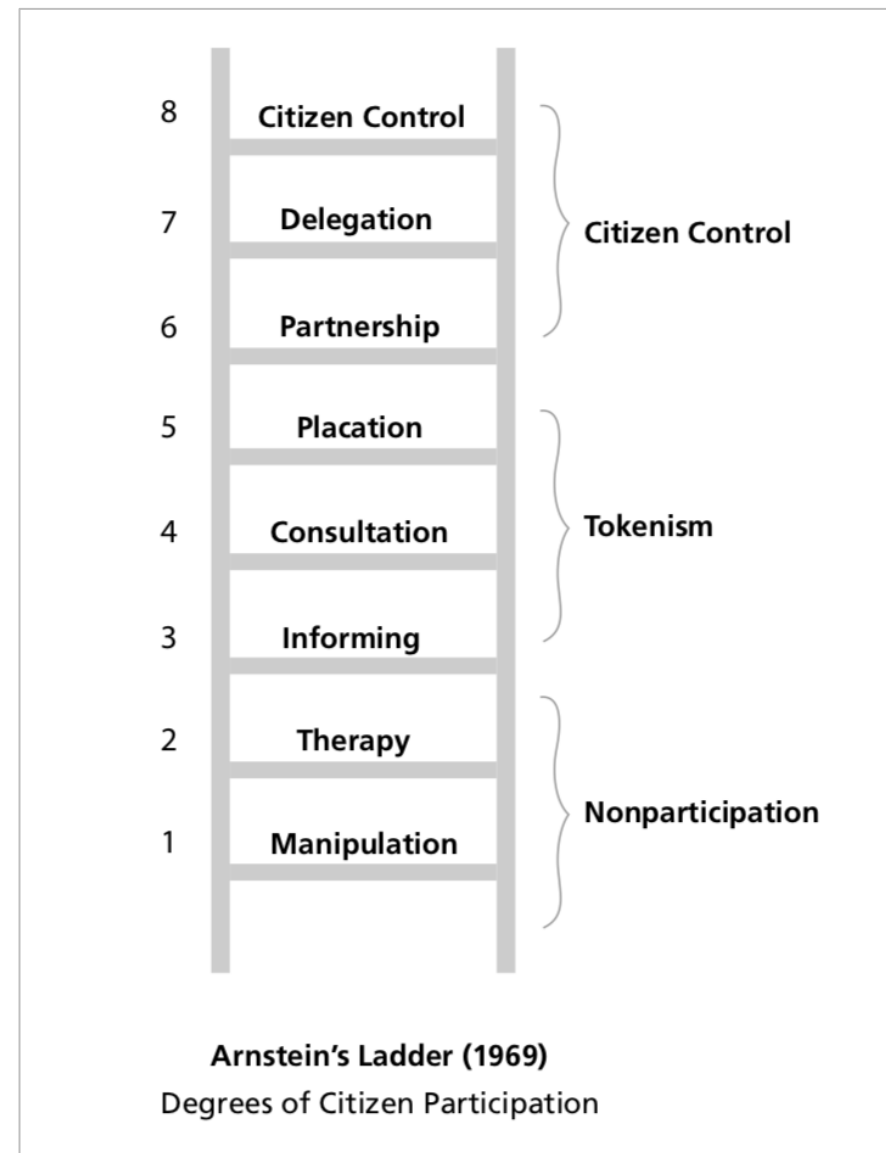 8 Citizen Control
7 Delegation
Citizen Control
6 Partnership
5 Placation
4 Consultation
Tokenism
3 Informing
2 Therapy
1 Manipulation
Nonparticipation
Arnstein’s Ladder (1969)
Degrees of Citizen Participation